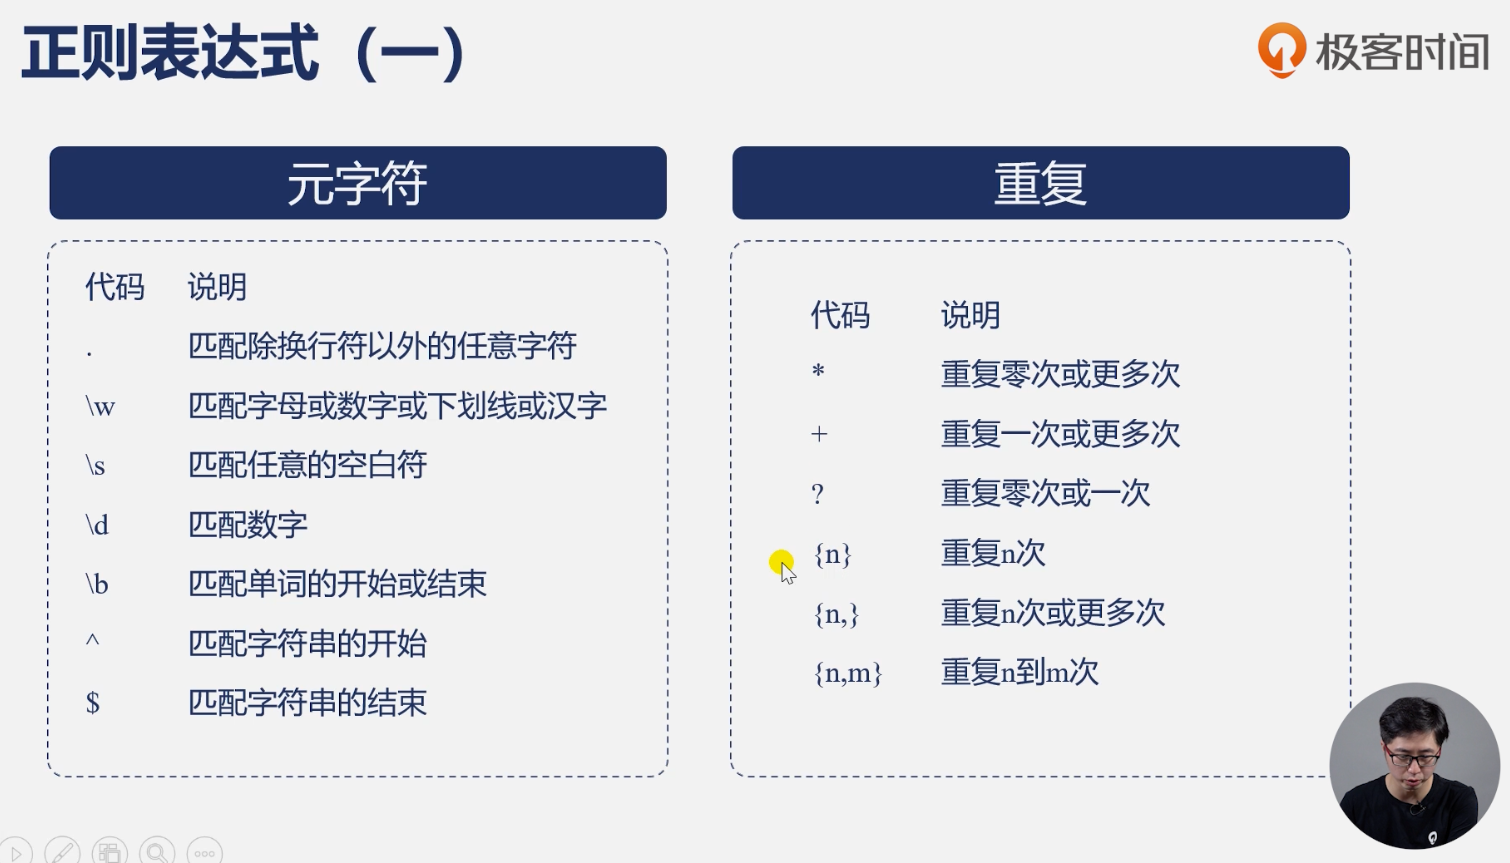 正则表达式（一）
极客时间
元字符
代码 说明
. 匹配除换行符以外的任意字符
\w 匹配字母或数字或下划线或汉字
\s 匹配任意的空白符
\d 匹配数字
\b 匹配单词的开始或结束
^ 匹配字符串的开始
$ 匹配字符串的结束
重复
代码 说明
* 重复零次或更多次
+ 重复一次或更多次
? 重复零次或一次
{n} 重复n次
{n,} 重复n次或更多次
{n,m} 重复n到m次